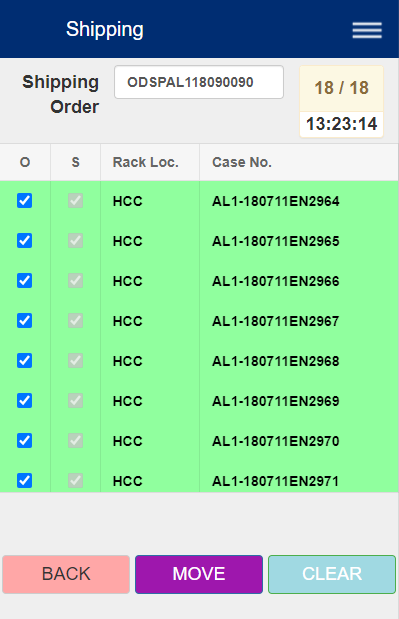 Shipping
Shipping Order
ODSPAL118090090
18 / 18
13:23:14
O S Rack Loc. Case No.
HCC AL1-180711EN2964
HCC AL1-180711EN2965
HCC AL1-180711EN2966
HCC AL1-180711EN2967
HCC AL1-180711EN2968
HCC AL1-180711EN2969
HCC AL1-180711EN2970
HCC AL1-180711EN2971
BACK MOVE CLEAR